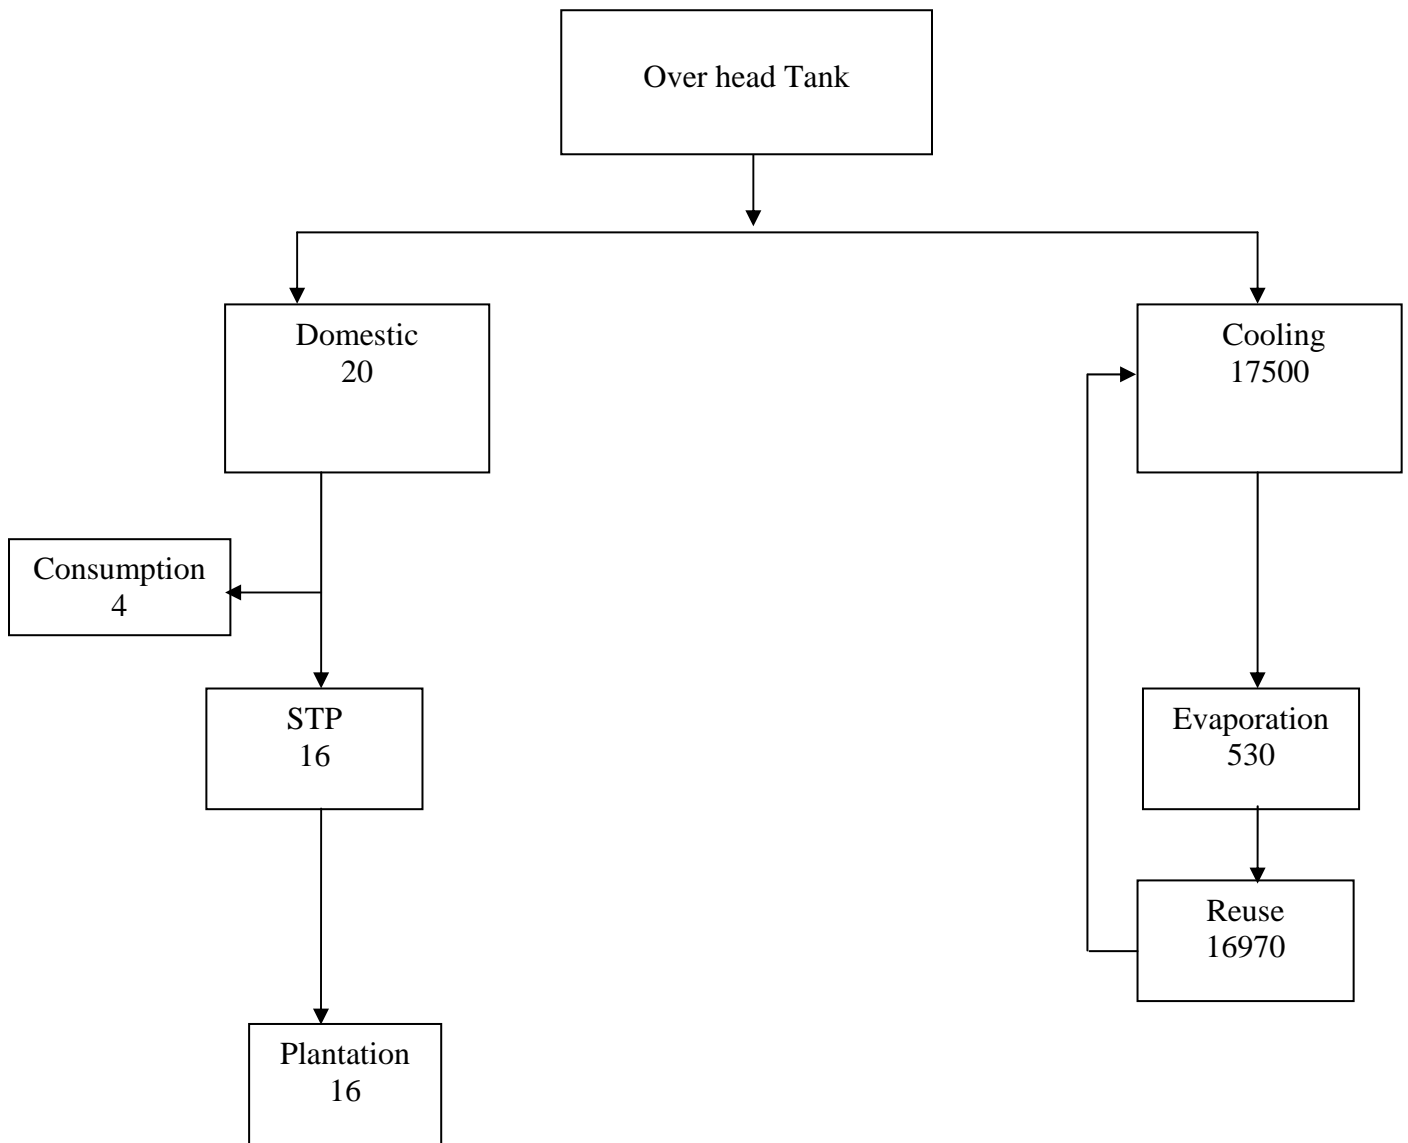 Over head Tank
Domestic
20
Cooling
17500
Consumption
4
STP
16
Evaporation
530
Reuse
16970
Plantation
16